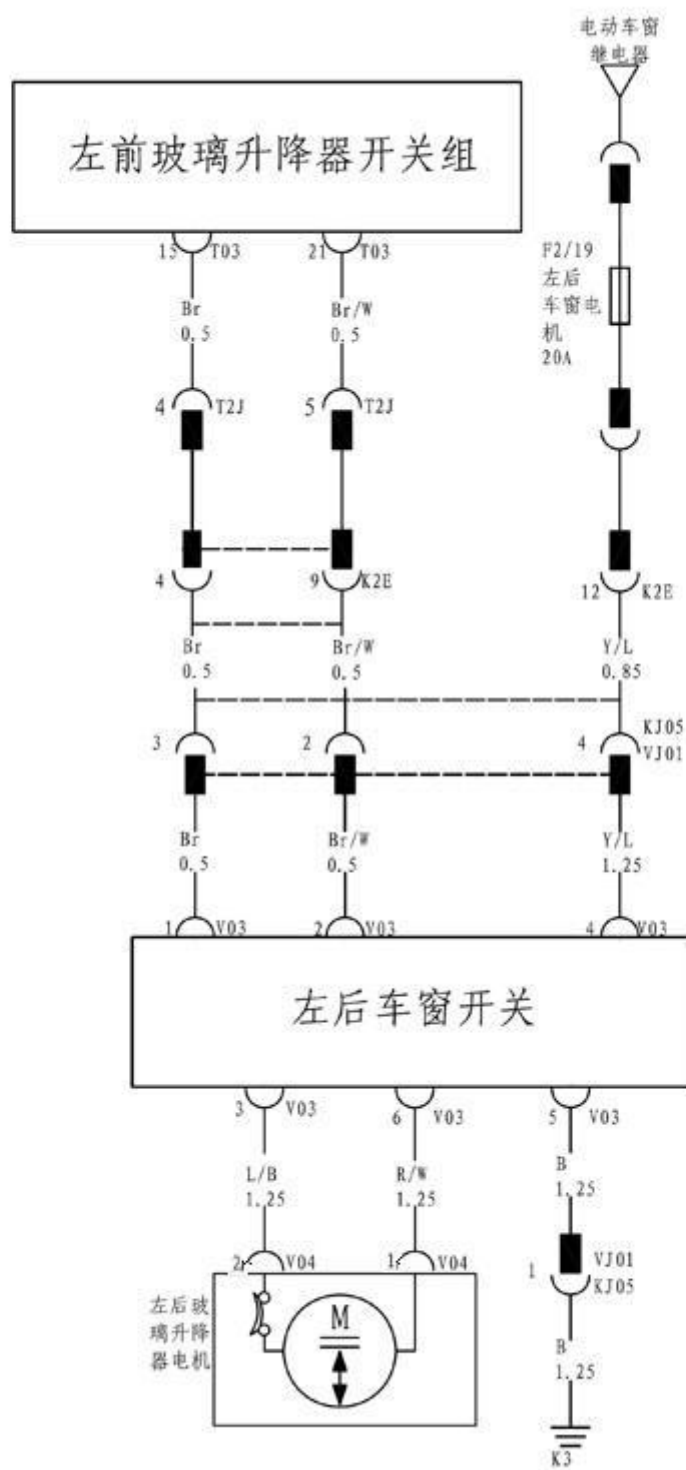 电动车窗
继电器
左前玻璃升降器开关组
15 T03 21 T03
F2/19
左后
车窗电
机
20A
Br Br/W
0.5 0.5
4 T2J 5 T2J
4 9 K2E 12 K2E
Br Br/W Y/L
0.5 0.5 0.85
KJ05
3 2 4 VJ01
Br Br/W Y/L
0.5 0.5 1.25
1 V03 2 V03 4 V03
左后车窗开关
3 V03 6 V03 5 V03
L/B R/W B
1.25 1.25 1.25
2 V04 1 V04
VJ01
1 KJ05
左后玻
璃升降
器电机
M
B
1.25
K3